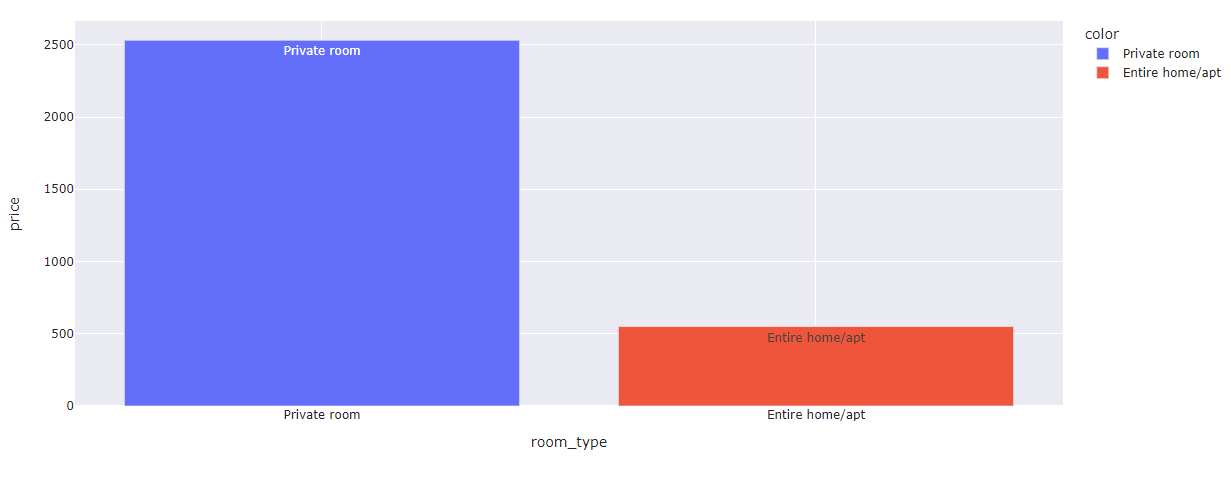 color
Private room
Entire home/apt
price
2500
2000
1500
1000
500
0
Private room
Entire home/apt
Private room
Entire home/apt
room_type